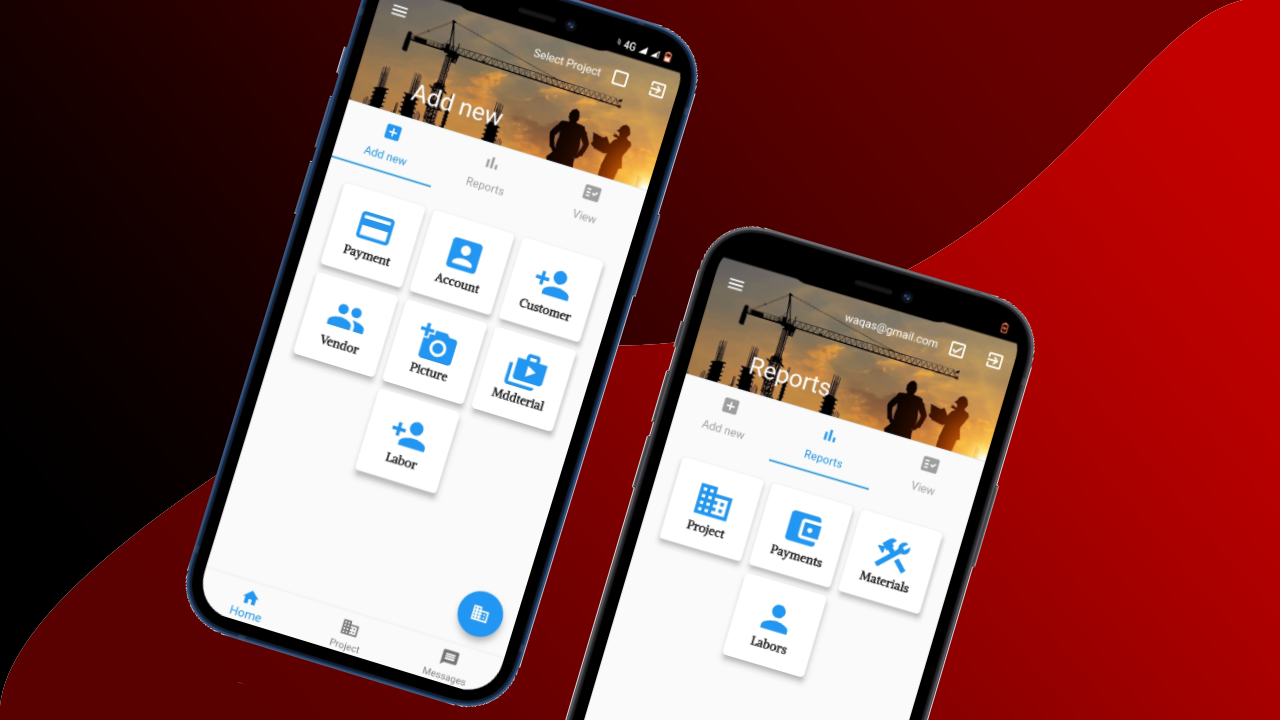 4G
Select Project
Add new
Add new
Reports
View
Payment
Account
Customer
Vendor
Picture
Mddterial
Labor
Home
Project
Messages
waqas@gmail.com
Reports
Add new
Reports
View
Project
Payments
Materials
Labors